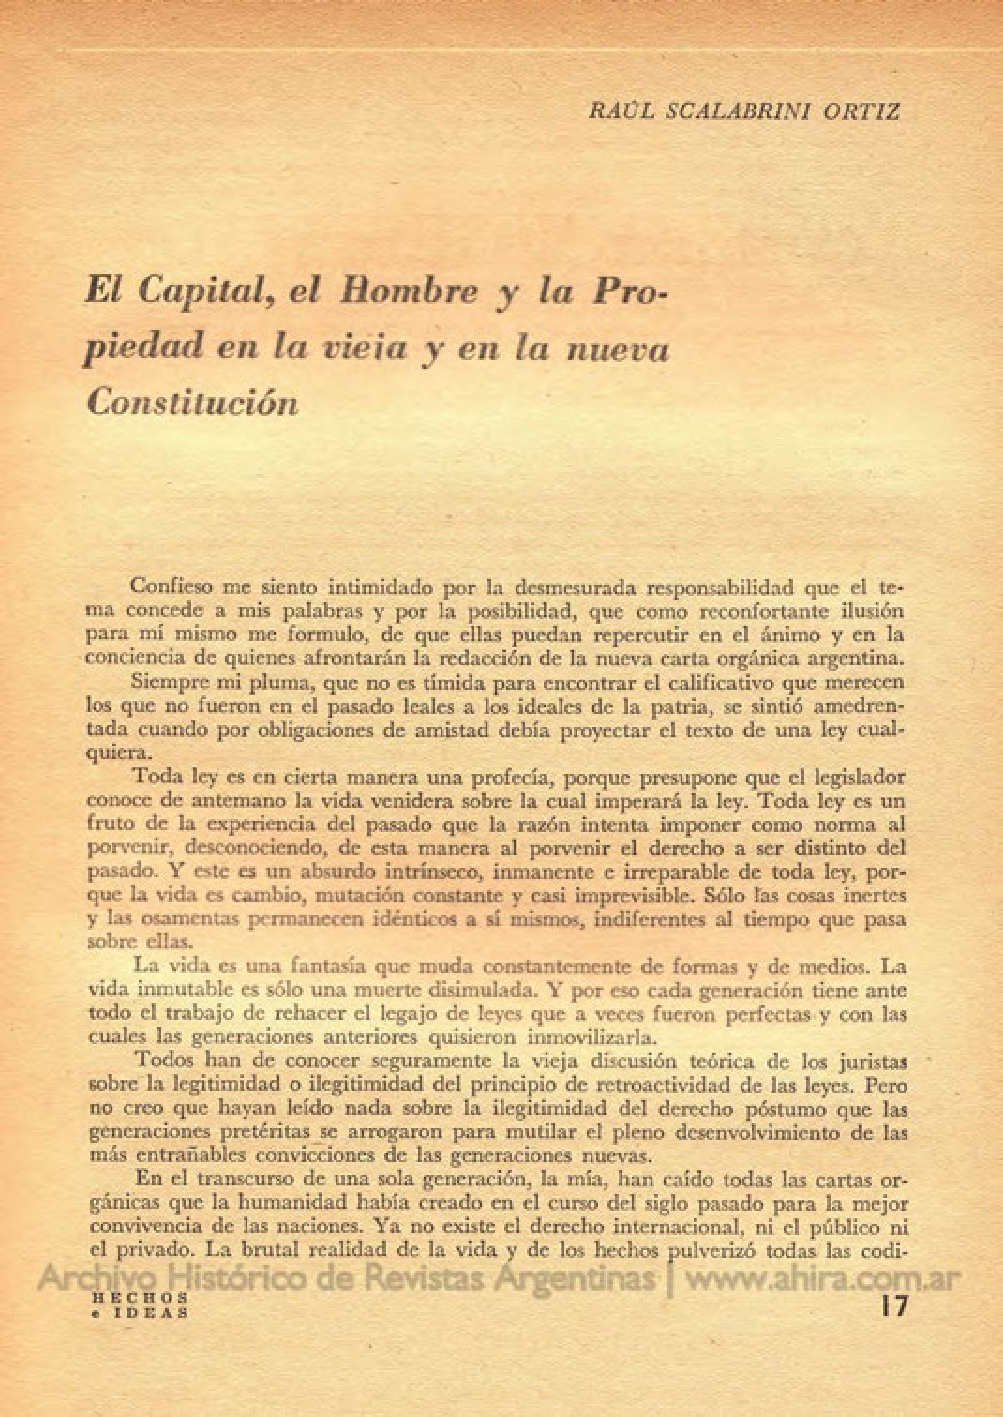 RAÚL SCALABRINI ORTIZ
El Capital, el Hombre y la Pro-
piedad en la vieja y en la nueva
Constitución
Confieso me siento intimidado por la desmesurada responsabilidad que el te-
ma concede a mis palabras y por la posibilidad, que como reconfortante ilusión
para mí mismo me formulo, de que ellas puedan repercutir en el ánimo y en la
conciencia de quienes afrontarán la redacción de la nueva carta orgánica argentina.
Siempre mi pluma, que no es tímida para encontrar el calificativo que merecen
los que no fueron en el pasado leales a los ideales de la patria, se sintió amedren-
tada cuando por obligaciones de amistad debía proyectar el texto de una ley cual-
quiera.
Toda ley es en cierta manera una profecía, porque presupone que el legislador
conoce de antemano la vida venidera sobre la cual imperará la ley. Toda ley es un
fruto de la experiencia del pasado que la razón intenta imponer como norma al
porvenir, desconociendo, de esta manera al porvenir el derecho a ser distinto del
pasado. Y este es un absurdo intrínseco, inmanente e irreparable de toda ley, por-
que la vida es cambio, mutación constante y casi imprevisible. Sólo las cosas inertes
y las osamentas permanecen idénticos a sí mismos, indiferentes al tiempo que pasa
sobre ellas.
La vida es una fantasía que muda constantemente de formas y de medios. La
vida inmutable es sólo una muerte disimulada. Y por eso cada generación tiene ante
todo el trabajo de rehacer el legajo de leyes que a veces fueron perfectas y con las
cuales las generaciones anteriores quisieron inmovilizarla.
Todos han de conocer seguramente la vieja discusión teórica de los juristas
sobre la legitimidad o ilegitimidad del principio de retroactividad de las leyes. Pero
no creo que hayan leído nada sobre la ilegitimidad del derecho póstumo que las
generaciones pretéritas se arrogaron para mutilar el pleno desenvolvimiento de las
más entrañables convicciones de las generaciones nuevas.
En el transcurso de una sola generación, la mía, han caído todas las cartas or-
gánicas que la humanidad había creado en el curso del siglo pasado para la mejor
convivencia de las naciones. Ya no existe el derecho internacional, ni el público ni
el privado. La brutal realidad de la vida y de los hechos pulverizó todas las codi-
Archivo Histórico de Revistas Argentinas | www.ahira.com.ar
HECHOS
e IDEAS
17